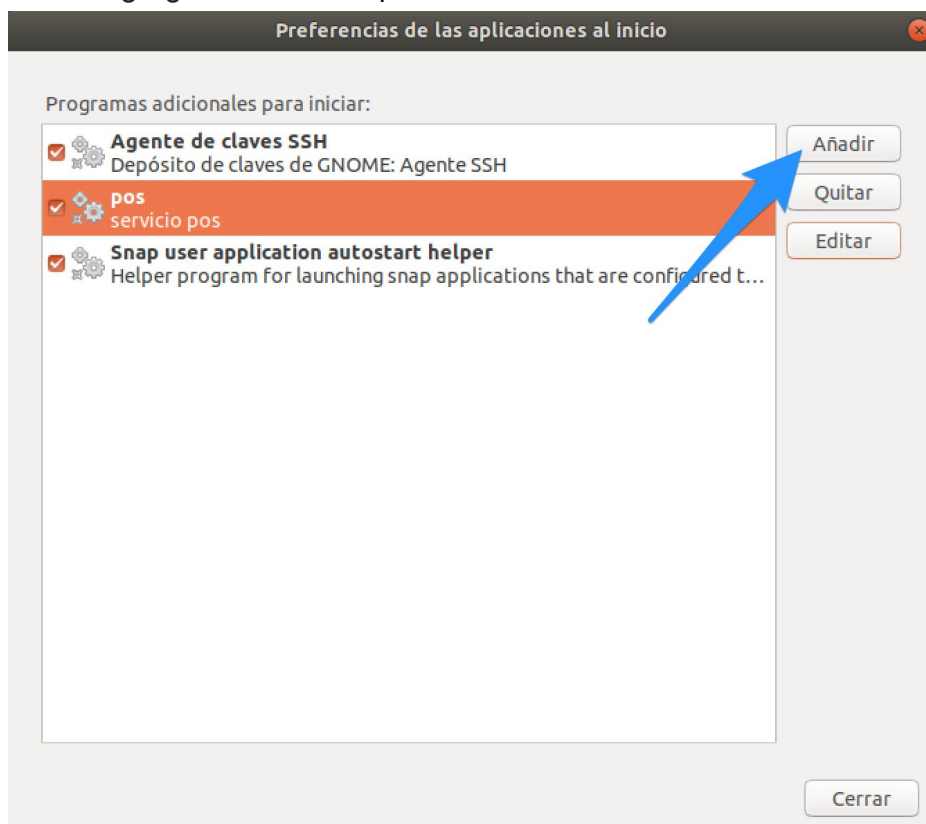 Preferencias de las aplicaciones al inicio
Programas adicionales para iniciar:
Agente de claves SSH
Depósito de claves de GNOME: Agente SSH
pos
servicio pos
Snap user application autostart helper
Helper program for launching snap applications that are configured t...
Añadir
Quitar
Editar
Cerrar